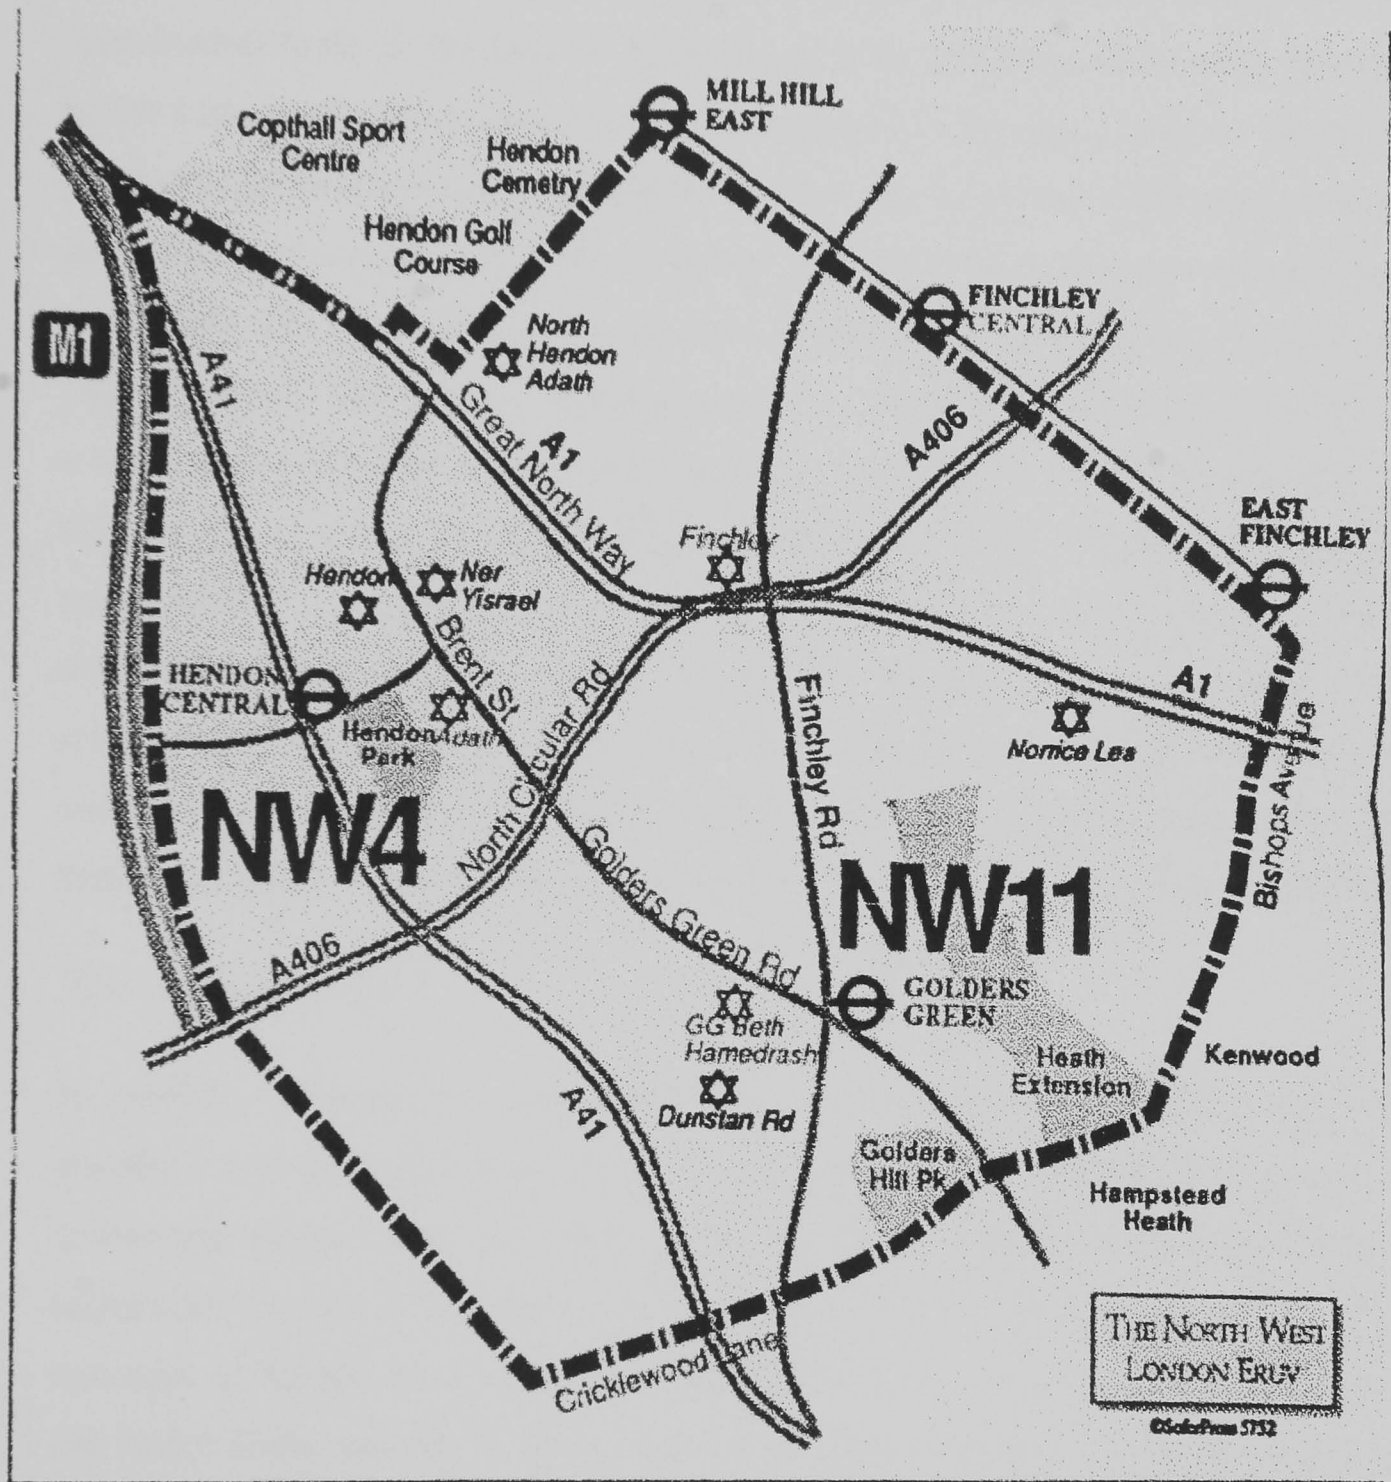 MILL HILL
EAST
Copthall Sport
Centre
Hendon
Cemetry
Hendon Golf
Course
M1
FINCHLEY
CENTRAL
North
Hendon
Adath
A41
Great North Way
A1
A406
EAST
FINCHLEY
Finchley
Hendon
Ner
Yisrael
Brent St
HENDON
CENTRAL
Hendon
Park
Adath
North Circular Rd
Finchley Rd
A1
Norrice Lea
Bishops Avenue
NW4
Golders Green Rd
NW11
A406
GOLDERS
GREEN
GG Beth
Hamedrash
Heath
Extension
Kenwood
A41
Dunstan Rd
Golders
Hill Pk
Hampstead
Heath
Cricklewood Lane
THE NORTH WEST
LONDON ERUV
5752